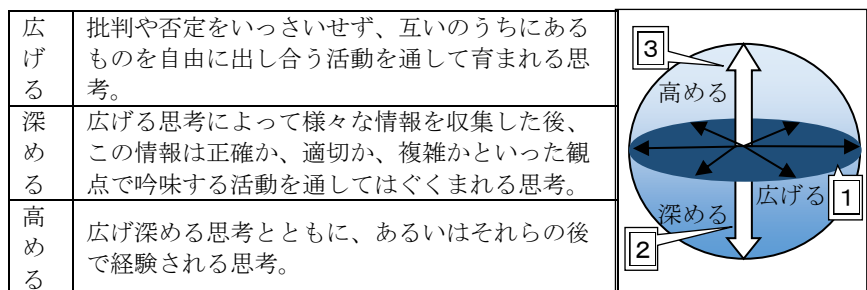 広げる
批判や否定をいっさいせず、互いのうちにある
ものを自由に出し合う活動を通して育まれる思
考。
深める
広げる思考によって様々な情報を収集した後、
この情報は正確か、適切か、複雑かといった観
点で吟味する活動を通してはぐくまれる思考。
高める
広げ深める思考とともに、あるいはそれらの後
で経験される思考。
3
高める
広げる
1
深める
2